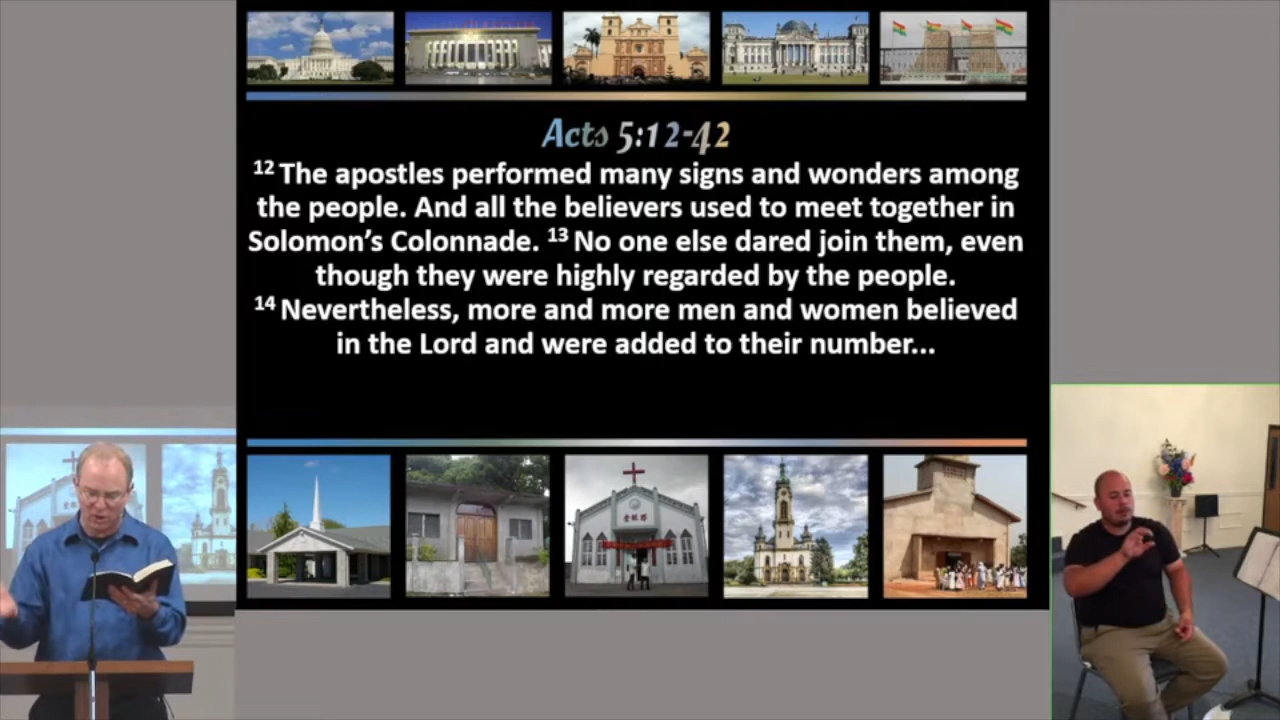 Acts 5:12-42
12 The apostles performed many signs and wonders among
the people. And all the believers used to meet together in
Solomon's Colonnade. 13 No one else dared join them, even
though they were highly regarded by the people.
14 Nevertheless, more and more men and women believed
in the Lord and were added to their number...